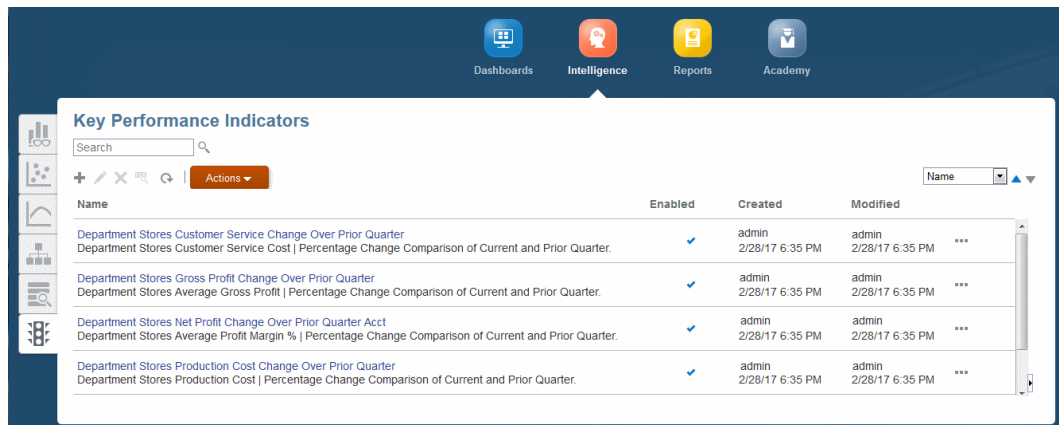 Dashboards Intelligence Reports Academy
Key Performance Indicators
Search
Actions
Name
Name Enabled Created Modified
Department Stores Customer Service Change Over Prior Quarter
Department Stores Customer Service Cost | Percentage Change Comparison of Current and Prior Quarter.
admin admin
2/28/17 6:35 PM 2/28/17 6:35 PM
Department Stores Gross Profit Change Over Prior Quarter
Department Stores Average Gross Profit | Percentage Change Comparison of Current and Prior Quarter.
admin admin
2/28/17 6:35 PM 2/28/17 6:35 PM
Department Stores Net Profit Change Over Prior Quarter Acct
Department Stores Average Profit Margin % | Percentage Change Comparison of Current and Prior Quarter.
admin admin
2/28/17 6:35 PM 2/28/17 6:35 PM
Department Stores Production Cost Change Over Prior Quarter
Department Stores Production Cost | Percentage Change Comparison of Current and Prior Quarter.
admin admin
2/28/17 6:35 PM 2/28/17 6:35 PM